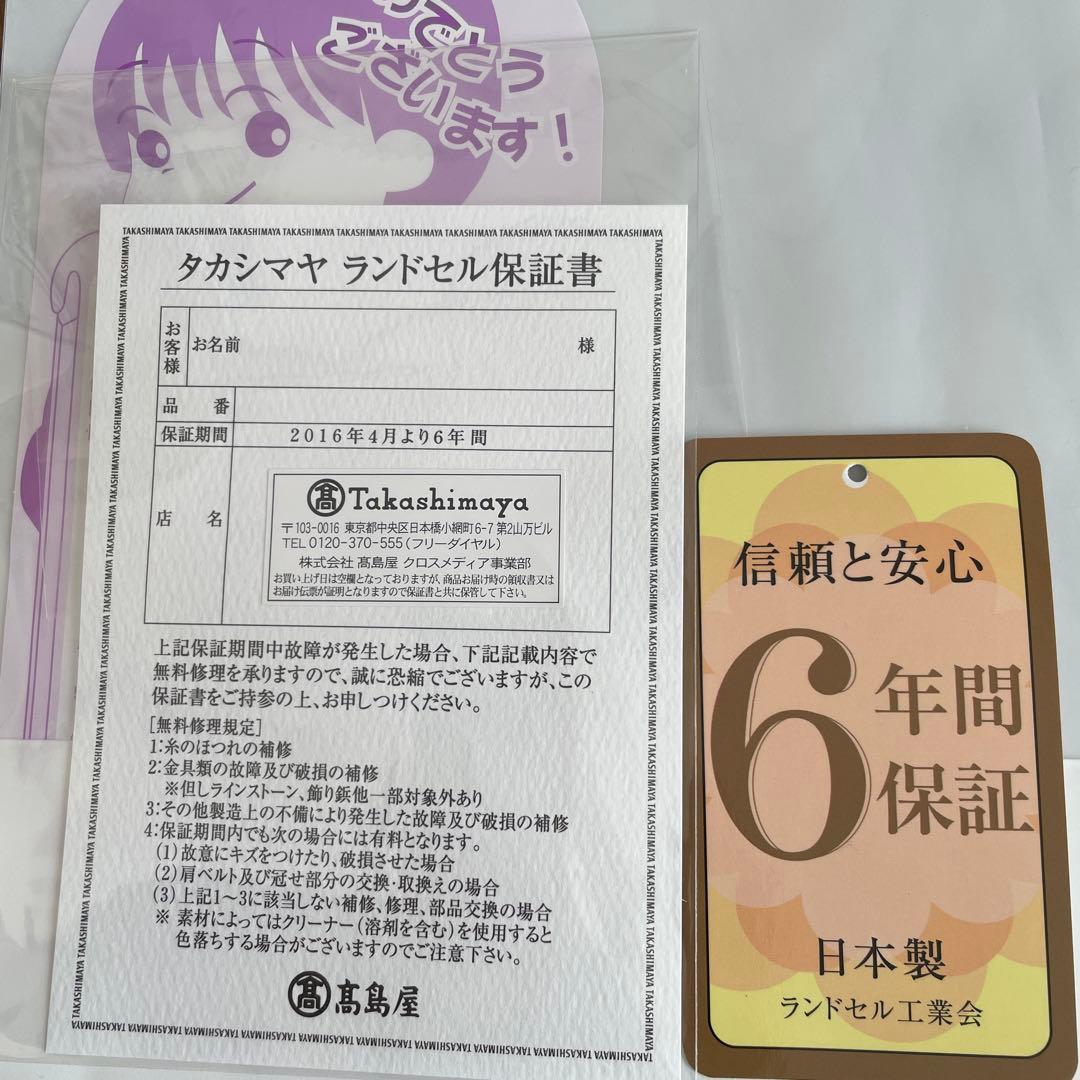 めでとう
ございます!
TAKASHIMAYA TAKASHIMAYA TAKASHIMAYA TAKASHIMAYA TAKASHIMAYA TAKASHIMAYA TAKASHIMAYA TAKASHIMAYA TAKASHIMAYA TAKASHIMAYA
タカシマヤ ランドセル保証書
お客様
お名前 様
品 番
保証期間 2016年4月より6年間
店 名
髙 Takashimaya
〒103-0016 東京都中央区日本橋小網町6-7 第2山万ビル
TEL 0120-370-555(フリーダイヤル)
株式会社 髙島屋 クロスメディア事業部
お買い上げ日は空欄となっておりますが、商品お届け時の領収書又は
お届け伝票が証明となりますので保証書と共に保管して下さい。
上記保証期間中故障が発生した場合、下記記載内容で
無料修理を承りますので、誠に恐縮でございますが、この
保証書をご持参の上、お申しつけください。
[無料修理規定]
1:糸のほつれの補修
2:金具類の故障及び破損の補修
※但しラインストーン、飾り鋲他一部対象外あり
3:その他製造上の不備により発生した故障及び破損の補修
4:保証期間内でも次の場合には有料となります。
(1)故意にキズをつけたり、破損させた場合
(2)肩ベルト及び冠せ部分の交換・取換えの場合
(3)上記1~3に該当しない補修、修理、部品交換の場合
※ 素材によってはクリーナー(溶剤を含む)を使用すると
色落ちする場合がございますのでご注意下さい。
髙 髙島屋
信頼と安心
6年間
保証
日本製
ランドセル工業会